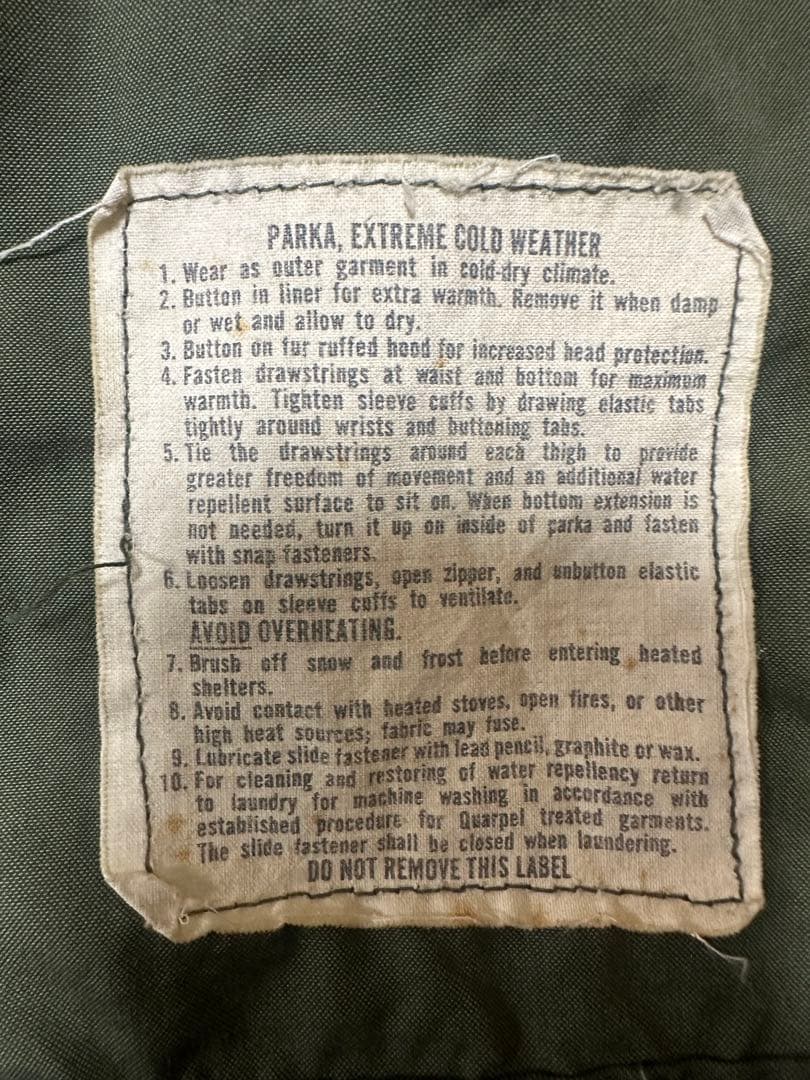 PARKA, EXTREME COLD WEATHER
1. Wear as outer garment in cold-dry climate.
2. Button in liner for extra warmth. Remove it when damp
or wet and allow to dry.
3. Button on fur ruffed hood for increased head protection.
4. Fasten drawstrings at waist and bottom for maximum
warmth. Tighten sleeve cuffs by drawing elastic tabs
tightly around wrists and buttoning tabs.
5. Tie the drawstrings around each thigh to provide
greater freedom of movement and an additional water
repellent surface to sit on. When bottom extension is
not needed, turn it up on inside of parka and fasten
with snap fasteners.
6. Loosen drawstrings, open zipper, and unbutton elastic
tabs on sleeve cuffs to ventilate.
AVOID OVERHEATING.
7. Brush off snow and frost before entering heated
shelters.
8. Avoid contact with heated stoves, open fires, or other
high heat sources; fabric may fuse.
9. Lubricate slide fastener with lead pencil, graphite or wax.
10. For cleaning and restoring of water repellency return
to laundry for machine washing in accordance with
established procedure for Quarpel treated garments.
The slide fastener shall be closed when laundering.
DO NOT REMOVE THIS LABEL